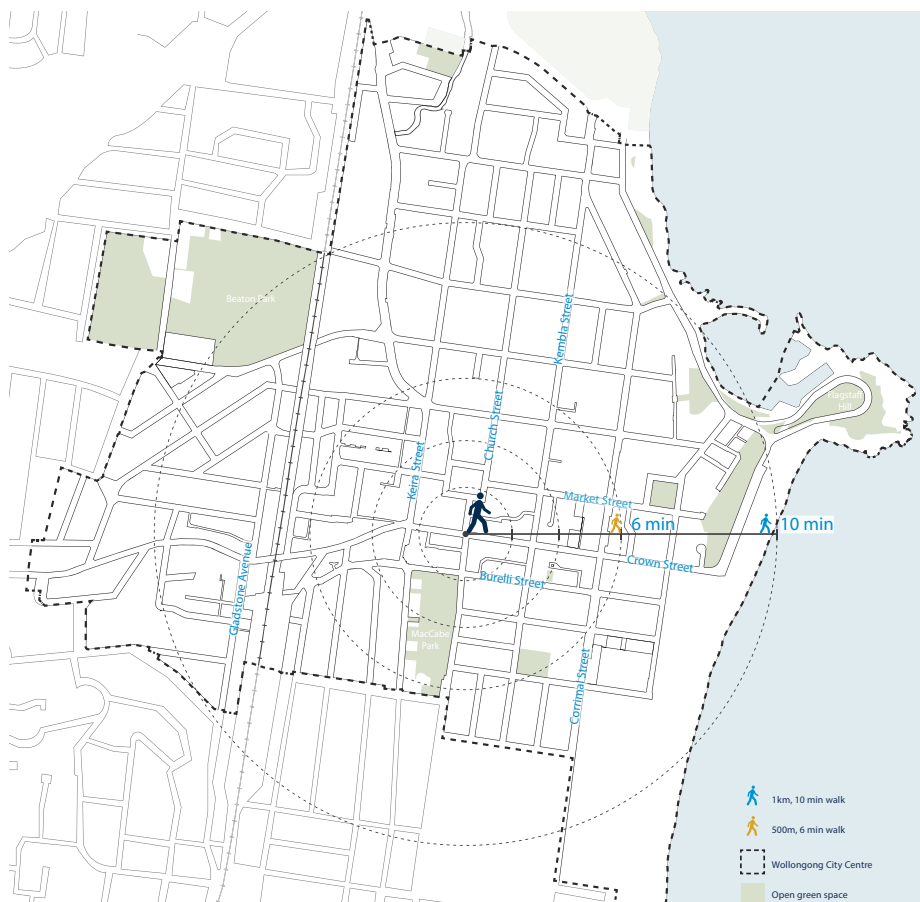 Beaton Park
Kembla Street
Flagstaff
Hill
Church Street
Keira Street
Market Street
6 min
10 min
Crown Street
Gladstone Avenue
Burelli Street
MacCabe
Park
Corrimal Street
1km, 10 min walk
500m, 6 min walk
Wollongong City Centre
Open green space